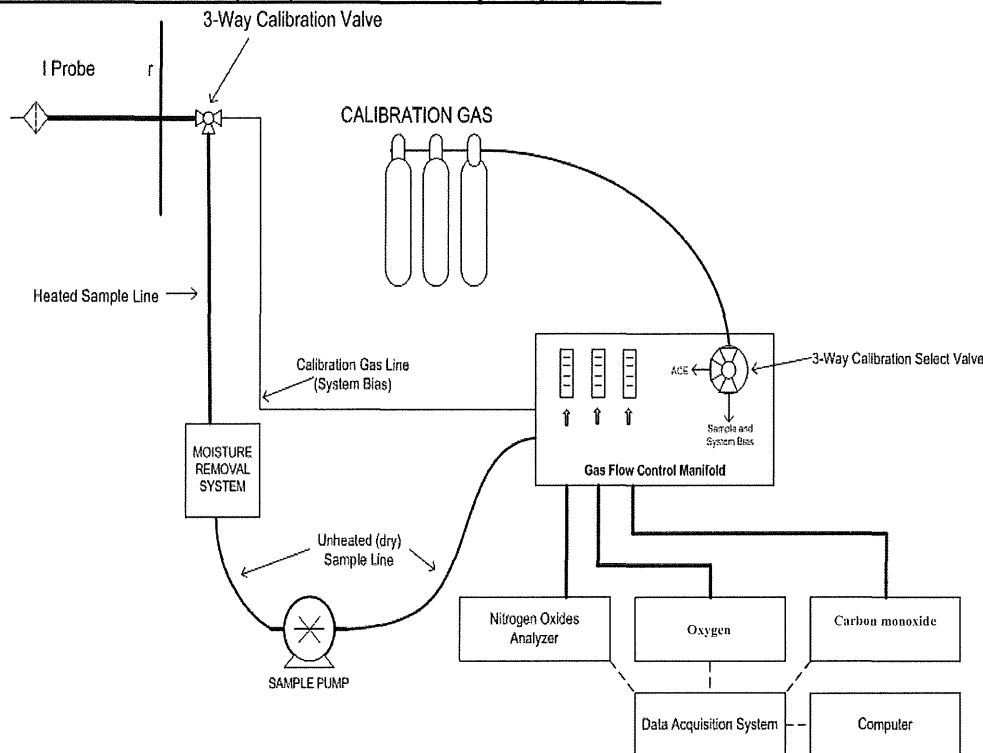 3-Way Calibration Valve
I Probe r
CALIBRATION GAS
Heated Sample Line
3-Way Calibration Select Valve
ACE
Calibration Gas Line
(System Bias)
Sample and
System Bias
MOISTURE
REMOVAL
SYSTEM
Gas Flow Control Manifold
Unheated (dry)
Sample Line
Nitrogen Oxides
Analyzer
Oxygen
Carbon monoxide
SAMPLE PUMP
Data Acquisition System
Computer